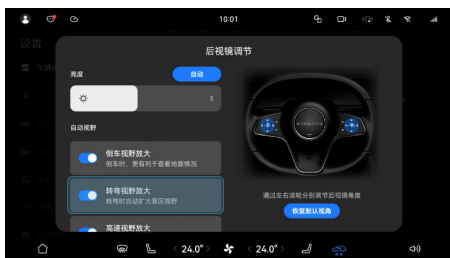 10:01
设置
后视镜调节
亮度
自动
5
自动视野
倒车视野放大
倒车时，更有利于查看地面情况
转弯视野放大
转弯时自动扩大盲区视野
高速视野放大
通过左右滚轮分别调节后视镜角度
恢复默认视角
24.0°
24.0°